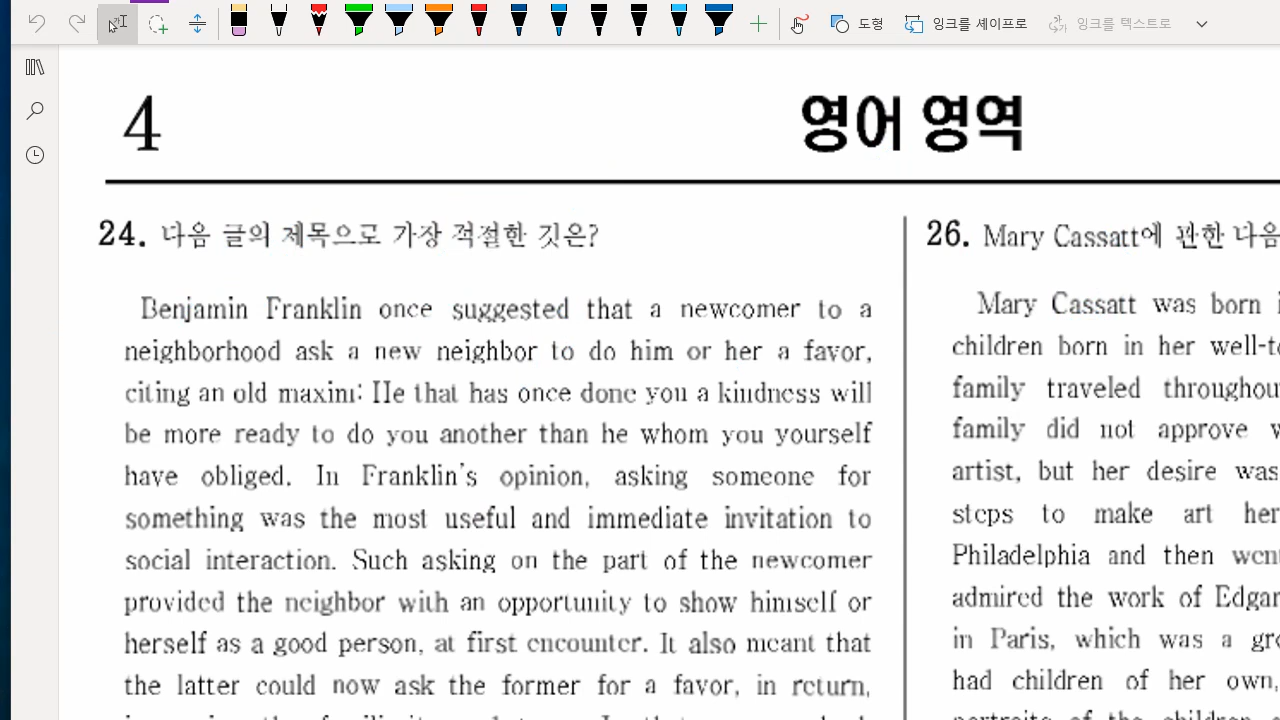 도형
잉크를 셰이프로
잉크를 텍스트로
4
영어 영역
24. 다음 글의 제목으로 가장 적절한 것은?
Benjamin Franklin once suggested that a newcomer to a
neighborhood ask a new neighbor to do him or her a favor,
citing an old maxim: He that has once done you a kindness will
be more ready to do you another than he whom you yourself
have obliged. In Franklin's opinion, asking someone for
something was the most useful and immediate invitation to
social interaction. Such asking on the part of the newcomer
provided the neighbor with an opportunity to show himself or
herself as a good person, at first encounter. It also meant that
the latter could now ask the former for a favor, in return,
26. Mary Cassatt에 관한 다음
Mary Cassatt was born
children born in her
family traveled
family did not approve
artist, but her desire was
steps to make art her
Philadelphia and then
admired the work of
in Paris, which was a
had children of her own,